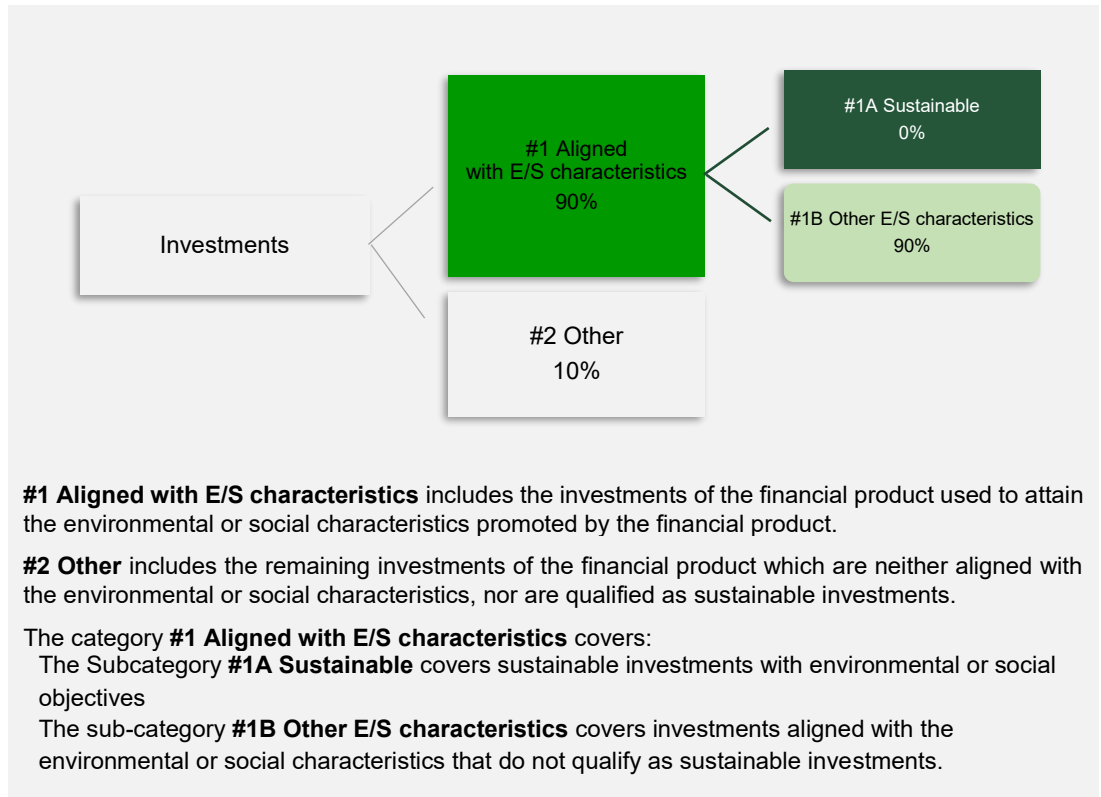 #1A Sustainable
0%
#1 Aligned
with E/S characteristics
90%
#1B Other E/S characteristics
90%
Investments
#2 Other
10%
#1 Aligned with E/S characteristics includes the investments of the financial product used to attain
the environmental or social characteristics promoted by the financial product.
#2 Other includes the remaining investments of the financial product which are neither aligned with
the environmental or social characteristics, nor are qualified as sustainable investments.
The category #1 Aligned with E/S characteristics covers:
The Subcategory #1A Sustainable covers sustainable investments with environmental or social
objectives
The sub-category #1B Other E/S characteristics covers investments aligned with the
environmental or social characteristics that do not qualify as sustainable investments.